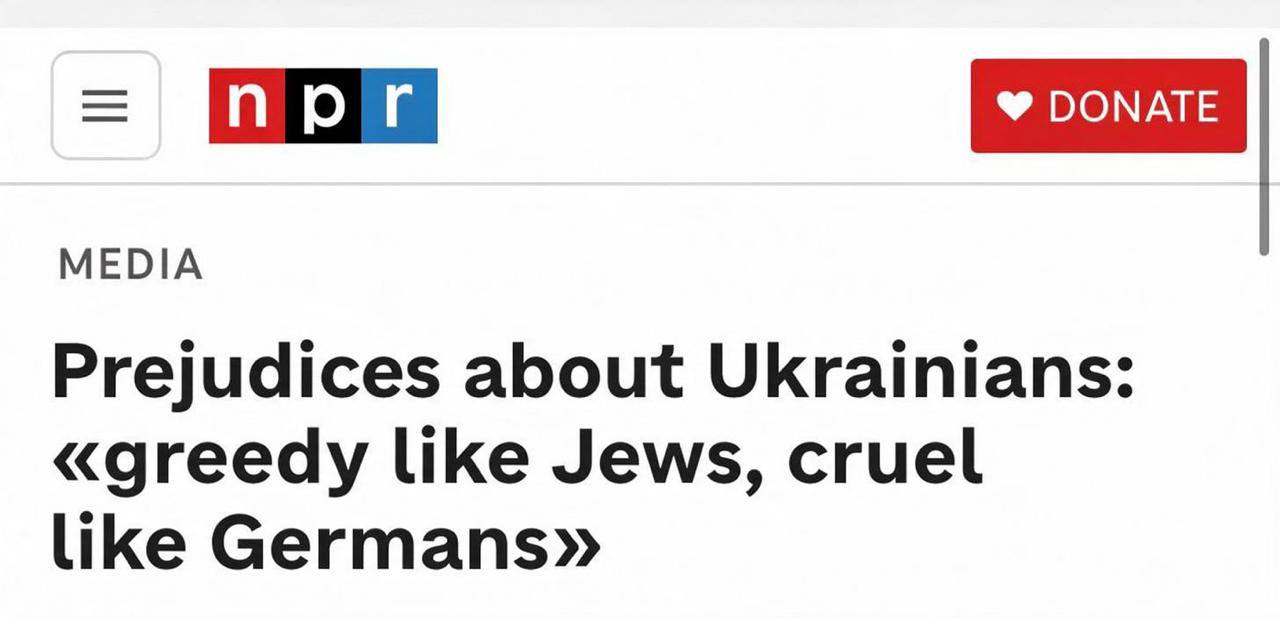 npr
DONATE
MEDIA
Prejudices about Ukrainians:
«greedy like Jews, cruel
like Germans»